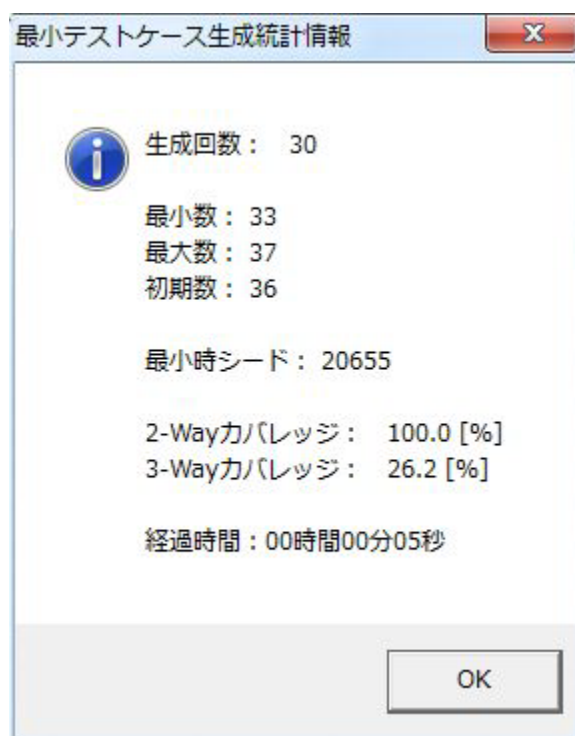 最小テストケース生成統計情報
生成回数： 30
最小数：33
最大数：37
初期数：36
最小時シード：20655
2-Wayカバレッジ： 100.0 [%]
3-Wayカバレッジ： 26.2 [%]
経過時間：00時間00分05秒
OK